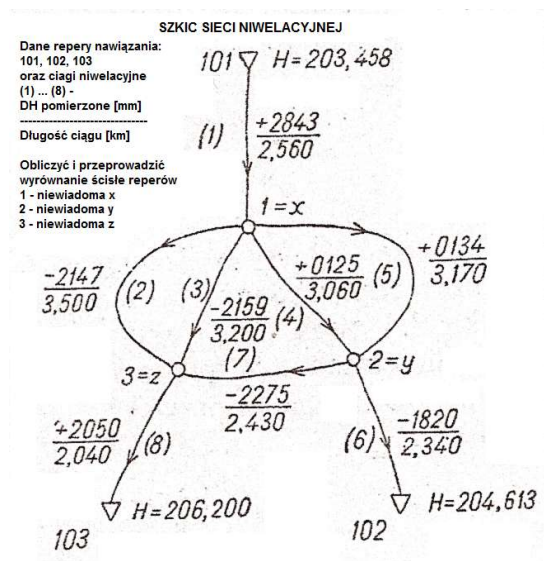 SZKIC SIECI NIWELACYJNEJ
Dane repery nawiązania:
101, 102, 103
oraz ciagi niwelacyjne
(1) ... (8) -
DH pomierzone [mm]
--------------------------------
Długość ciągu [km]
Obliczyć i przeprowadzić
wyrównanie ścisłe reperów
1 - niewiadoma x
2 - niewiadoma y
3 - niewiadoma z
101 H=203,458
(1) +2843
2,560
1=x
-2147
3,500 (2)
(3) -2159
3,200
(4) +0125
3,060
(5) +0134
3,170
3=z
(7)
-2275
2,430
2=y
+2050
2,040 (8)
(6) -1820
2,340
103 H=206,200
102 H=204,613